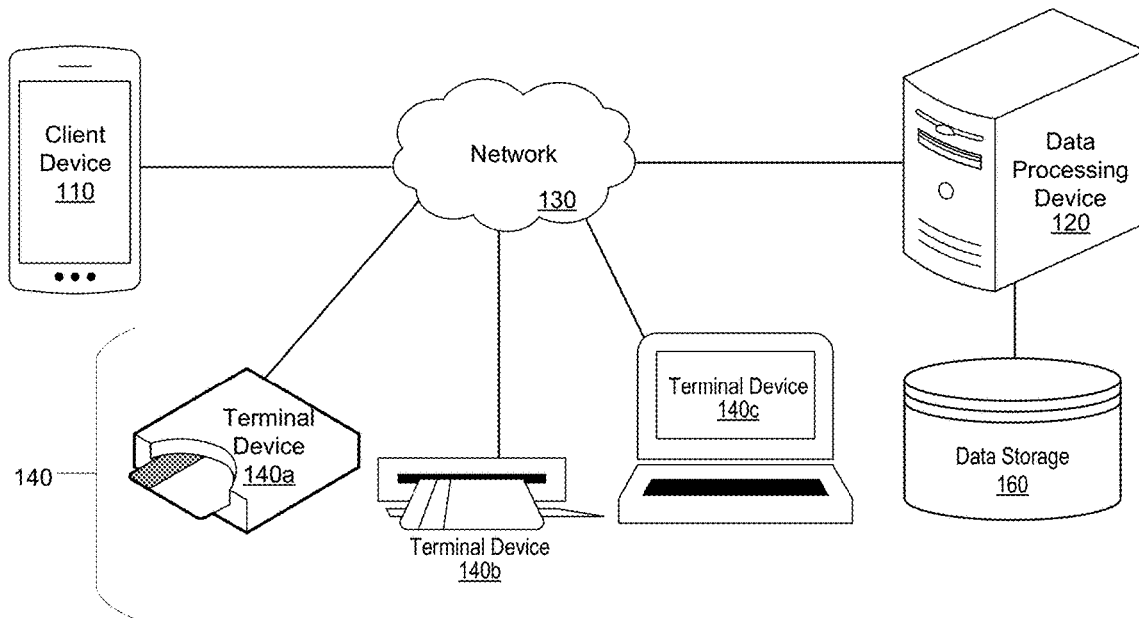 Client
Device
110
Network
130
Data
Processing
Device
120
Terminal
Device
140a
Terminal Device
140c
140
Data Storage
160
Terminal Device
140b